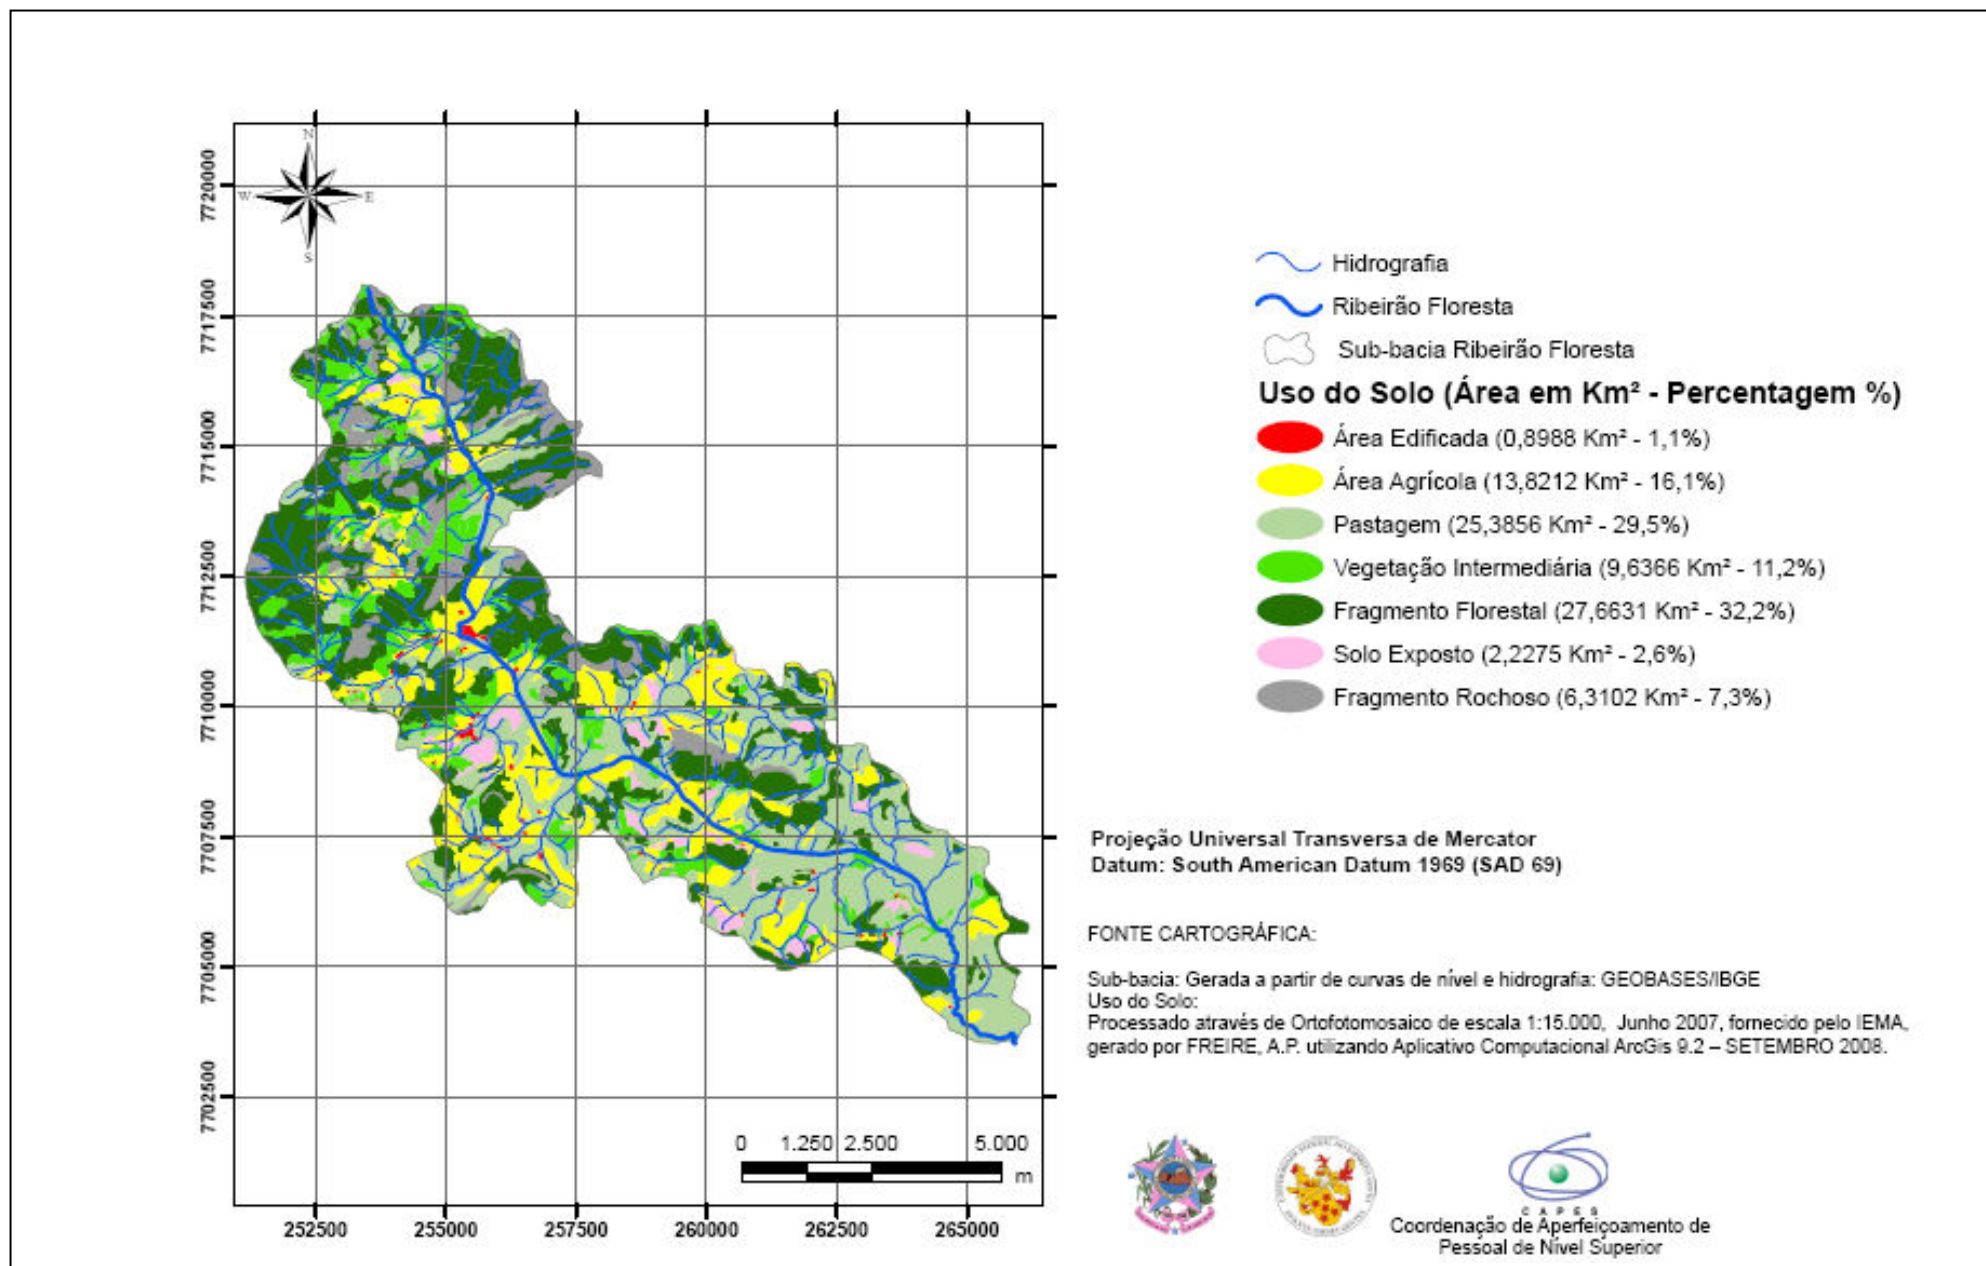 N
W
E
S
7720000
7717500
7715000
7712500
7710000
7707500
7705000
7702500
252500
255000
257500
260000
262500
265000
0 1.250 2.500 5.000
m
Hidrografia
Ribeirão Floresta
Sub-bacia Ribeirão Floresta
Uso do Solo (Área em Km² - Percentagem %)
Área Edificada (0,8988 Km² - 1,1%)
Área Agrícola (13,8212 Km² - 16,1%)
Pastagem (25,3856 Km² - 29,5%)
Vegetação Intermediária (9,6366 Km² - 11,2%)
Fragmento Florestal (27,6631 Km² - 32,2%)
Solo Exposto (2,2275 Km² - 2,6%)
Fragmento Rochoso (6,3102 Km² - 7,3%)
Projeção Universal Transversa de Mercator
Datum: South American Datum 1969 (SAD 69)
FONTE CARTOGRÁFICA:
Sub-bacia: Gerada a partir de curvas de nível e hidrografia: GEOBASES/IBGE
Uso do Solo:
Processado através de Ortofotomosaico de escala 1:15.000, Junho 2007, fornecido pelo IEMA,
gerado por FREIRE, A.P. utilizando Aplicativo Computacional ArcGis 9.2 – SETEMBRO 2008.
CAPES
Coordenação de Aperfeiçoamento de
Pessoal de Nível Superior